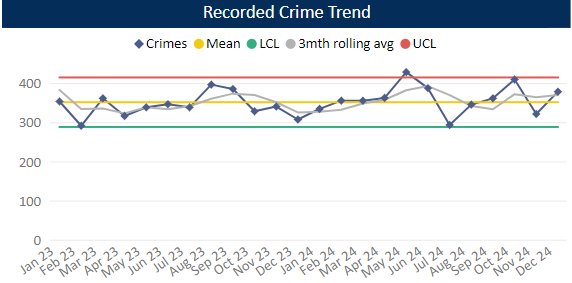 Recorded Crime Trend
Crimes Mean LCL 3mth rolling avg UCL
400
300
200
100
0
Jan 23 Feb 23 Mar 23 Apr 23 May 23 Jun 23 Jul 23 Aug 23 Sep 23 Oct 23 Nov 23 Dec 23 Jan 24 Feb 24 Mar 24 Apr 24 May 24 Jun 24 Jul 24 Aug 24 Sep 24 Oct 24 Nov 24 Dec 24